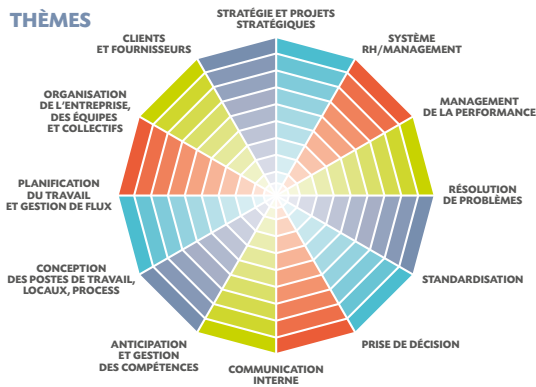 THÈMES
STRATÉGIE ET PROJETS
STRATÉGIQUES
SYSTÈME
RH/MANAGEMENT
MANAGEMENT
DE LA PERFORMANCE
RÉSOLUTION
DE PROBLÈMES
STANDARDISATION
PRISE DE DÉCISION
COMMUNICATION
INTERNE
ANTICIPATION
ET GESTION
DES COMPÉTENCES
CONCEPTION
DES POSTES DE TRAVAIL,
LOCAUX, PROCESS
PLANIFICATION
DU TRAVAIL
ET GESTION DE FLUX
ORGANISATION
DE L'ENTREPRISE,
DES ÉQUIPES
ET COLLECTIFS
CLIENTS
ET FOURNISSEURS